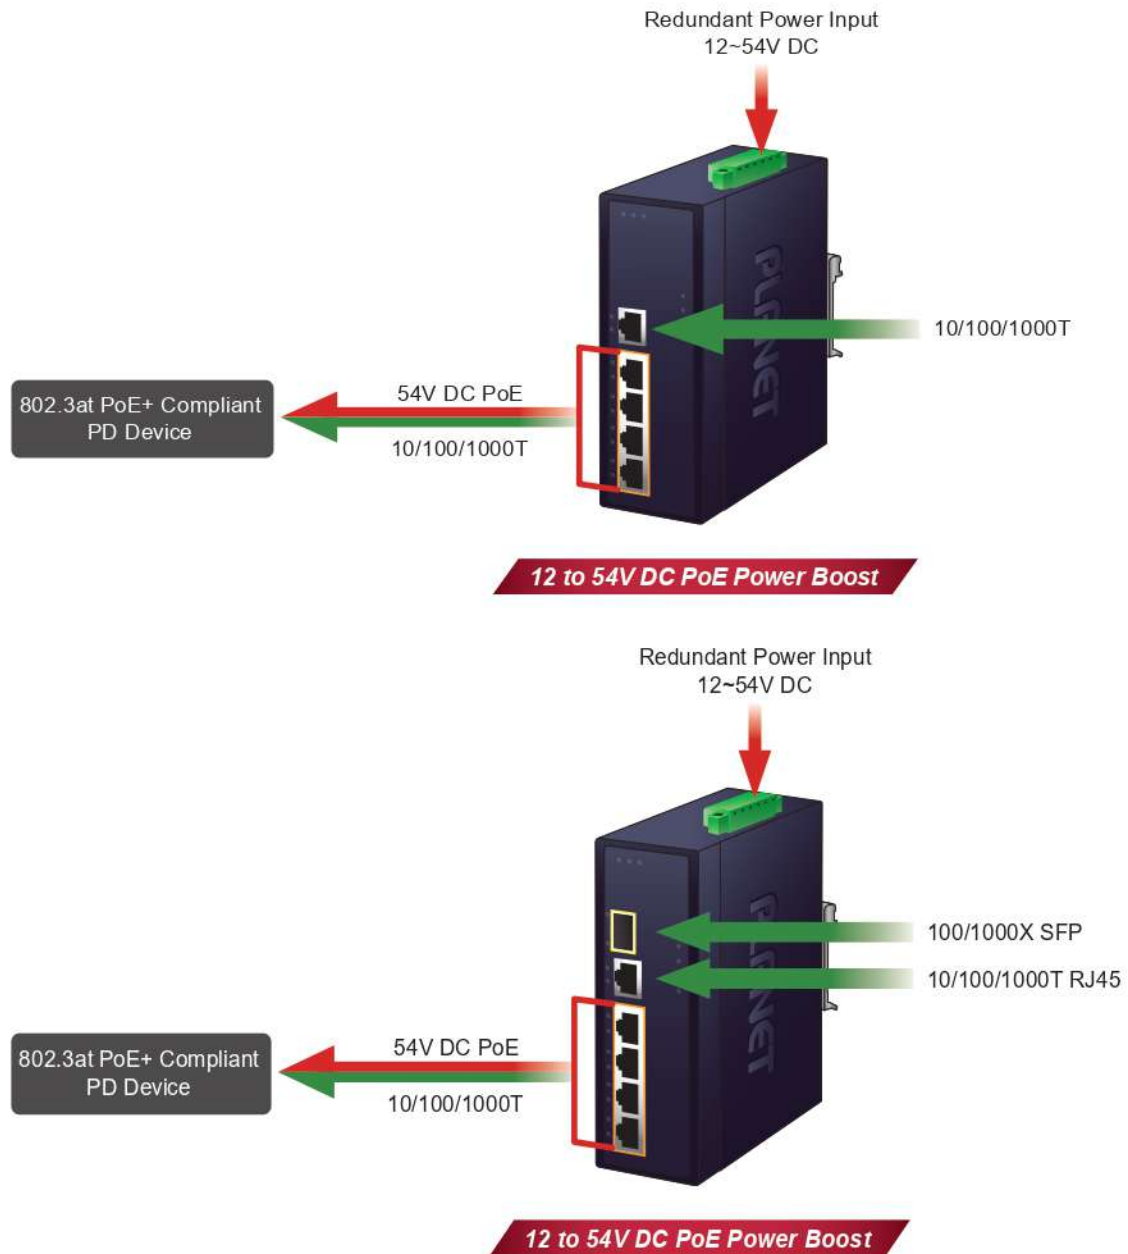 Redundant Power Input
12~54V DC
PLANET
10/100/1000T
54V DC PoE
802.3at PoE+ Compliant
PD Device
10/100/1000T
12 to 54V DC PoE Power Boost
Redundant Power Input
12~54V DC
PLANET
100/1000X SFP
10/100/1000T RJ45
54V DC PoE
802.3at PoE+ Compliant
PD Device
10/100/1000T
12 to 54V DC PoE Power Boost